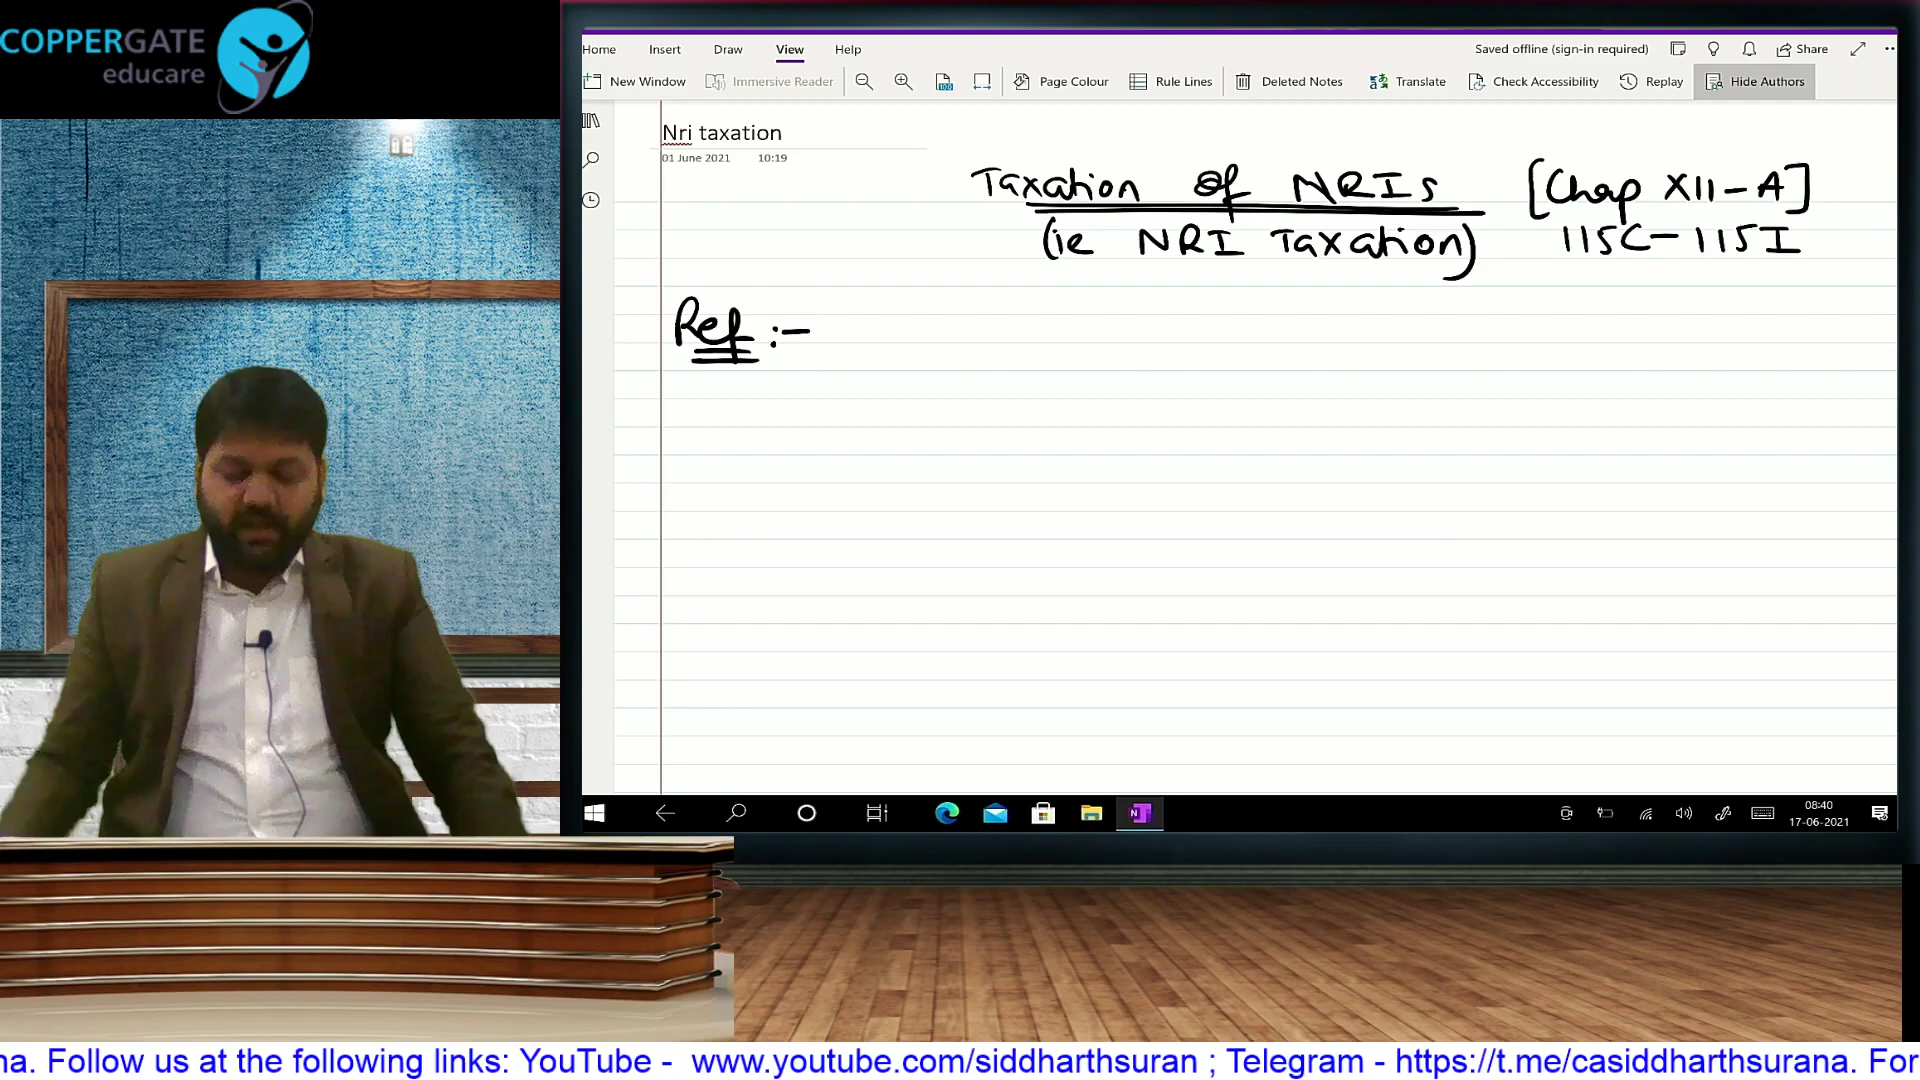 COPPERGATE
educare
Home Insert Draw View Help
Saved offline (sign-in required) Share
New Window Immersive Reader Page Colour Rule Lines Deleted Notes Translate Check Accessibility Replay Hide Authors
Nri taxation
01 June 2021 10:19
Taxation of NRIs [Chap XII-A]
(ie NRI Taxation) 115C-115I
Ref :-
08:40
17-06-2021
na. Follow us at the following links: YouTube - www.youtube.com/siddharthsuran ; Telegram - https://t.me/casiddharthsurana. For